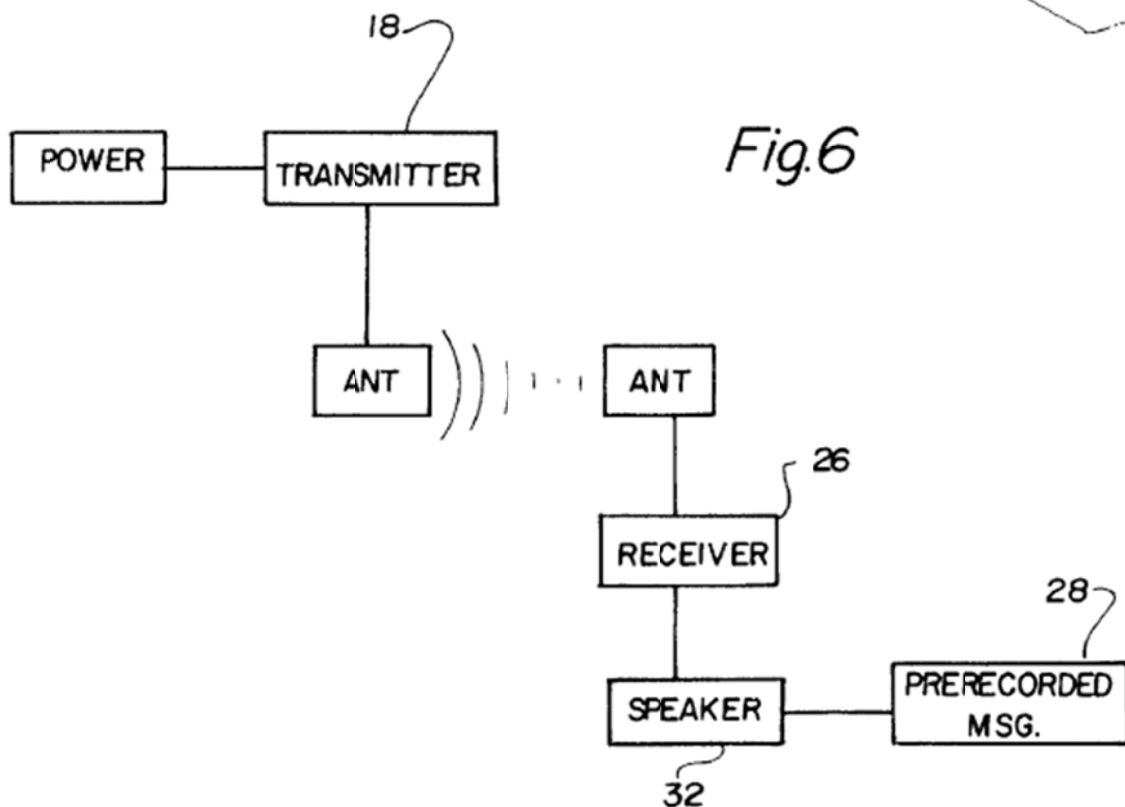 18
POWER
TRANSMITTER
Fig.6
ANT
ANT
26
RECEIVER
28
SPEAKER
PRERECORDED
MSG.
32